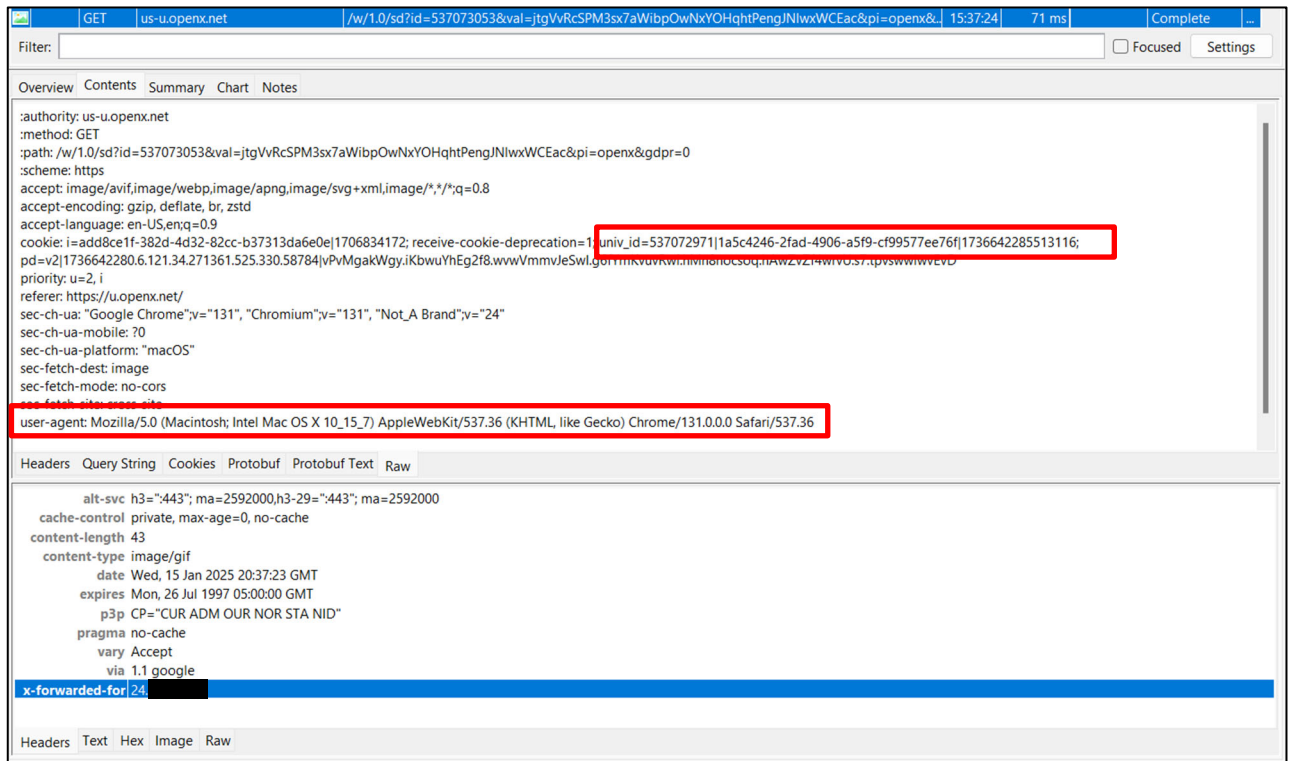 GET us-u.openx.net /w/1.0/sd?id=537073053&val=jtgVvRcSPM3sx7aWibpOwNxYOHqhtPengJNlwxWCEac&pi=openx&.. 15:37:24 71 ms Complete ...
Filter: Focused Settings
Overview Contents Summary Chart Notes
:authority: us-u.openx.net
:method: GET
:path: /w/1.0/sd?id=537073053&val=jtgVvRcSPM3sx7aWibpOwNxYOHqhtPengJNlwxWCEac&pi=openx&gdpr=0
:scheme: https
accept: image/avif,image/webp,image/apng,image/svg+xml,image/*,*/*;q=0.8
accept-encoding: gzip, deflate, br, zstd
accept-language: en-US,en;q=0.9
cookie: i=add8ce1f-382d-4d32-82cc-b37313da6e0e|1706834172; receive-cookie-deprecation=1; univ_id=537072971|1a5c4246-2fad-4906-a5f9-cf99577ee76f|1736642285513116;
pd=v2|1736642280.6.121.34.271361.525.330.58784|vPvMgakWgy.iKbwuYhEg2f8.wvwVmmvJeSwI.
priority: u=2, i
referer: https://u.openx.net/
sec-ch-ua: "Google Chrome";v="131", "Chromium";v="131", "Not_A Brand";v="24"
sec-ch-ua-mobile: ?0
sec-ch-ua-platform: "macOS"
sec-fetch-dest: image
sec-fetch-mode: no-cors
sec-fetch-site: cross-site
user-agent: Mozilla/5.0 (Macintosh; Intel Mac OS X 10_15_7) AppleWebKit/537.36 (KHTML, like Gecko) Chrome/131.0.0.0 Safari/537.36
Headers Query String Cookies Protobuf Protobuf Text Raw
alt-svc h3=":443"; ma=2592000,h3-29=":443"; ma=2592000
cache-control private, max-age=0, no-cache
content-length 43
content-type image/gif
date Wed, 15 Jan 2025 20:37:23 GMT
expires Mon, 26 Jul 1997 05:00:00 GMT
p3p CP="CUR ADM OUR NOR STA NID"
pragma no-cache
vary Accept
via 1.1 google
x-forwarded-for 24.
Headers Text Hex Image Raw